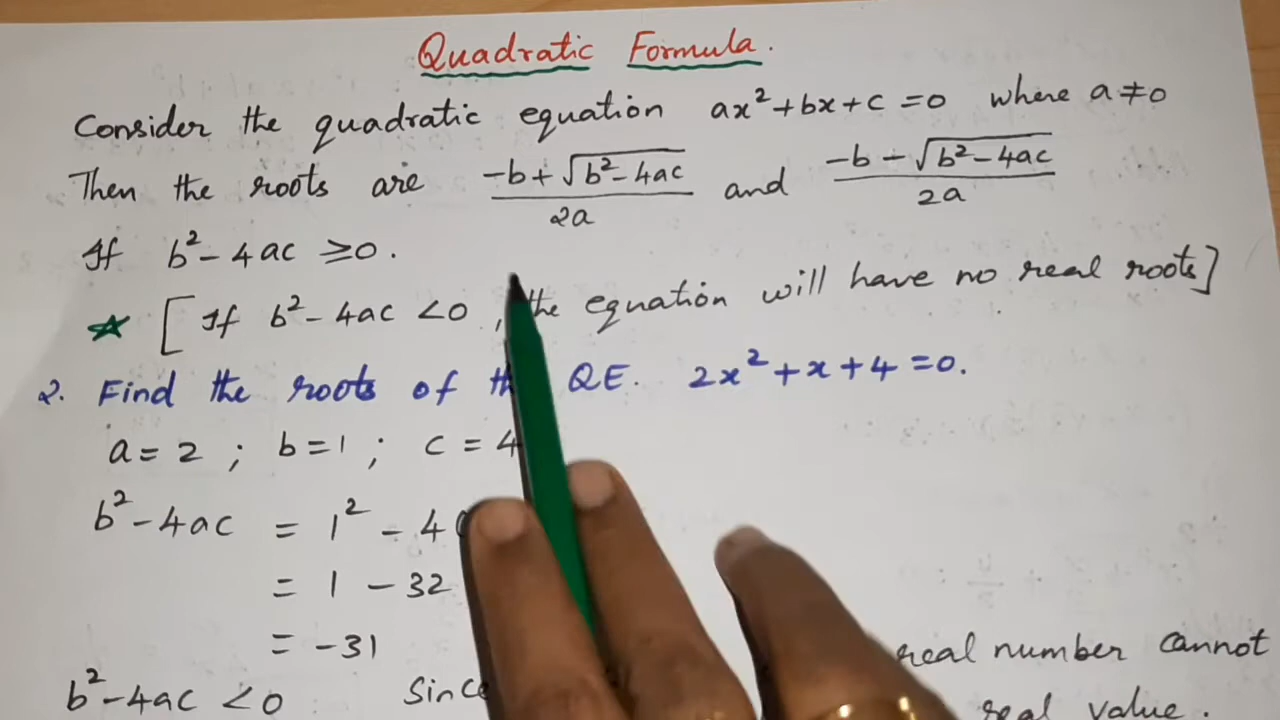 Quadratic Formula.
Consider the quadratic equation ax²+bx+c=0 where a≠0
Then the roots are (-b+√(b²-4ac))/2a and (-b-√(b²-4ac))/2a
If b²-4ac ≥0.
☆ [If b²-4ac <0, the equation will have no real roots]
2. Find the roots of QE. 2x²+x+4=0.
a=2 ; b=1 ; c=4
b²-4ac = 1² - 4
= 1 - 32
= -31
real number cannot
b²-4ac <0
real value.